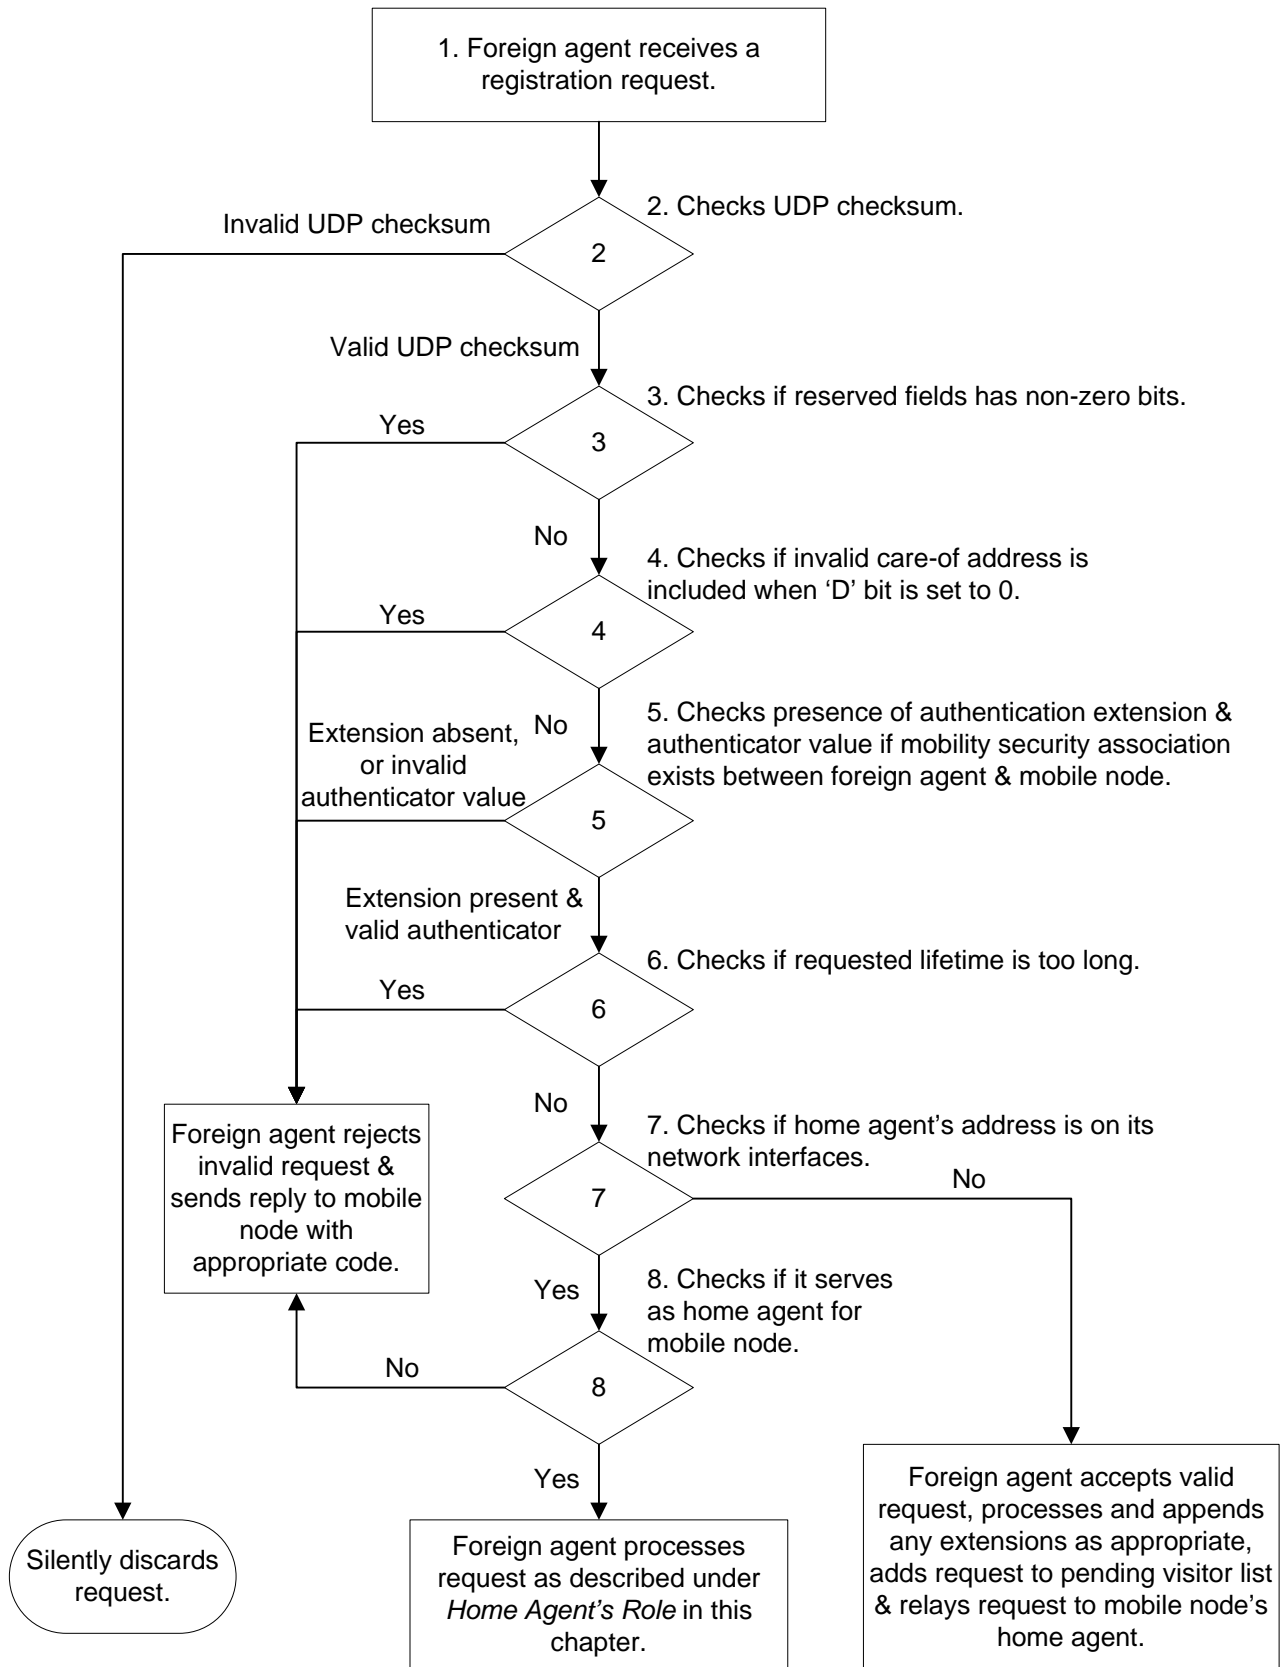 1. Foreign agent receives a
registration request.
2. Checks UDP checksum.
Invalid UDP checksum
2
Valid UDP checksum
3. Checks if reserved fields has non-zero bits.
Yes
3
No
4. Checks if invalid care-of address is
included when ‘D’ bit is set to 0.
Yes
4
No
5. Checks presence of authentication extension &
authenticator value if mobility security association
exists between foreign agent & mobile node.
Extension absent,
or invalid
authenticator value
5
Extension present &
valid authenticator
6. Checks if requested lifetime is too long.
Yes
6
No
7. Checks if home agent’s address is on its
network interfaces.
No
7
Foreign agent rejects
invalid request &
sends reply to mobile
node with
appropriate code.
Yes
8. Checks if it serves
as home agent for
mobile node.
No
8
Yes
Silently discards
request.
Foreign agent processes
request as described under
Home Agent’s Role in this
chapter.
Foreign agent accepts valid
request, processes and appends
any extensions as appropriate,
adds request to pending visitor list
& relays request to mobile node’s
home agent.